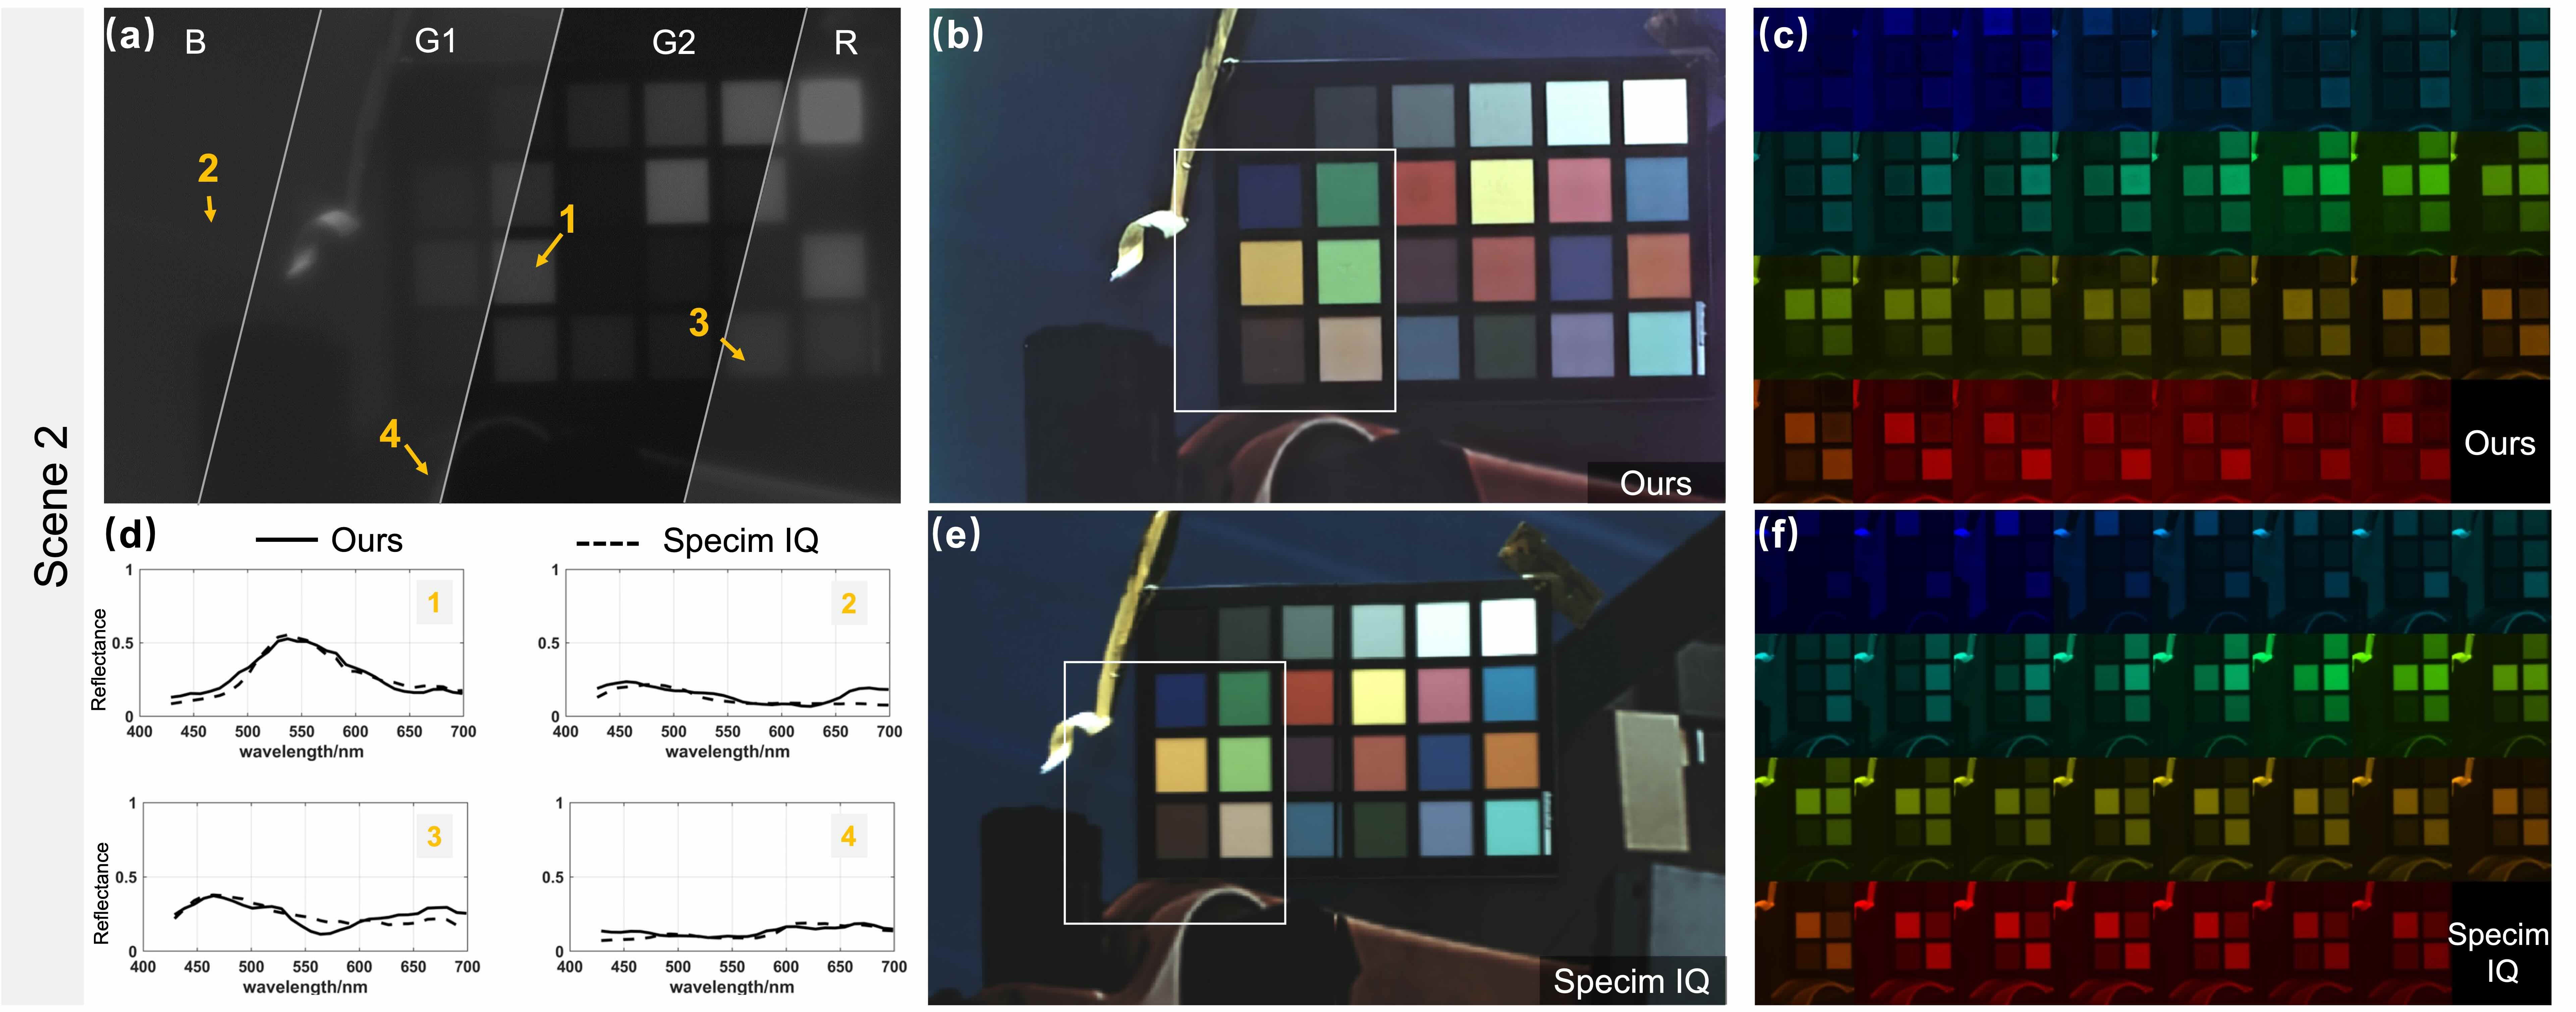 Scene 2
(a)
B
G1
G2
R
1
2
3
4
(b)
Ours
(c)
Ours
(d)
Ours
Specim IQ
1
0.5
0
Reflectance
1
400 450 500 550 600 650 700
wavelength/nm
1
0.5
0
2
400 450 500 550 600 650 700
wavelength/nm
1
0.5
0
Reflectance
3
400 450 500 550 600 650 700
wavelength/nm
1
0.5
0
4
400 450 500 550 600 650 700
wavelength/nm
(e)
Specim IQ
(f)
Specim
IQ